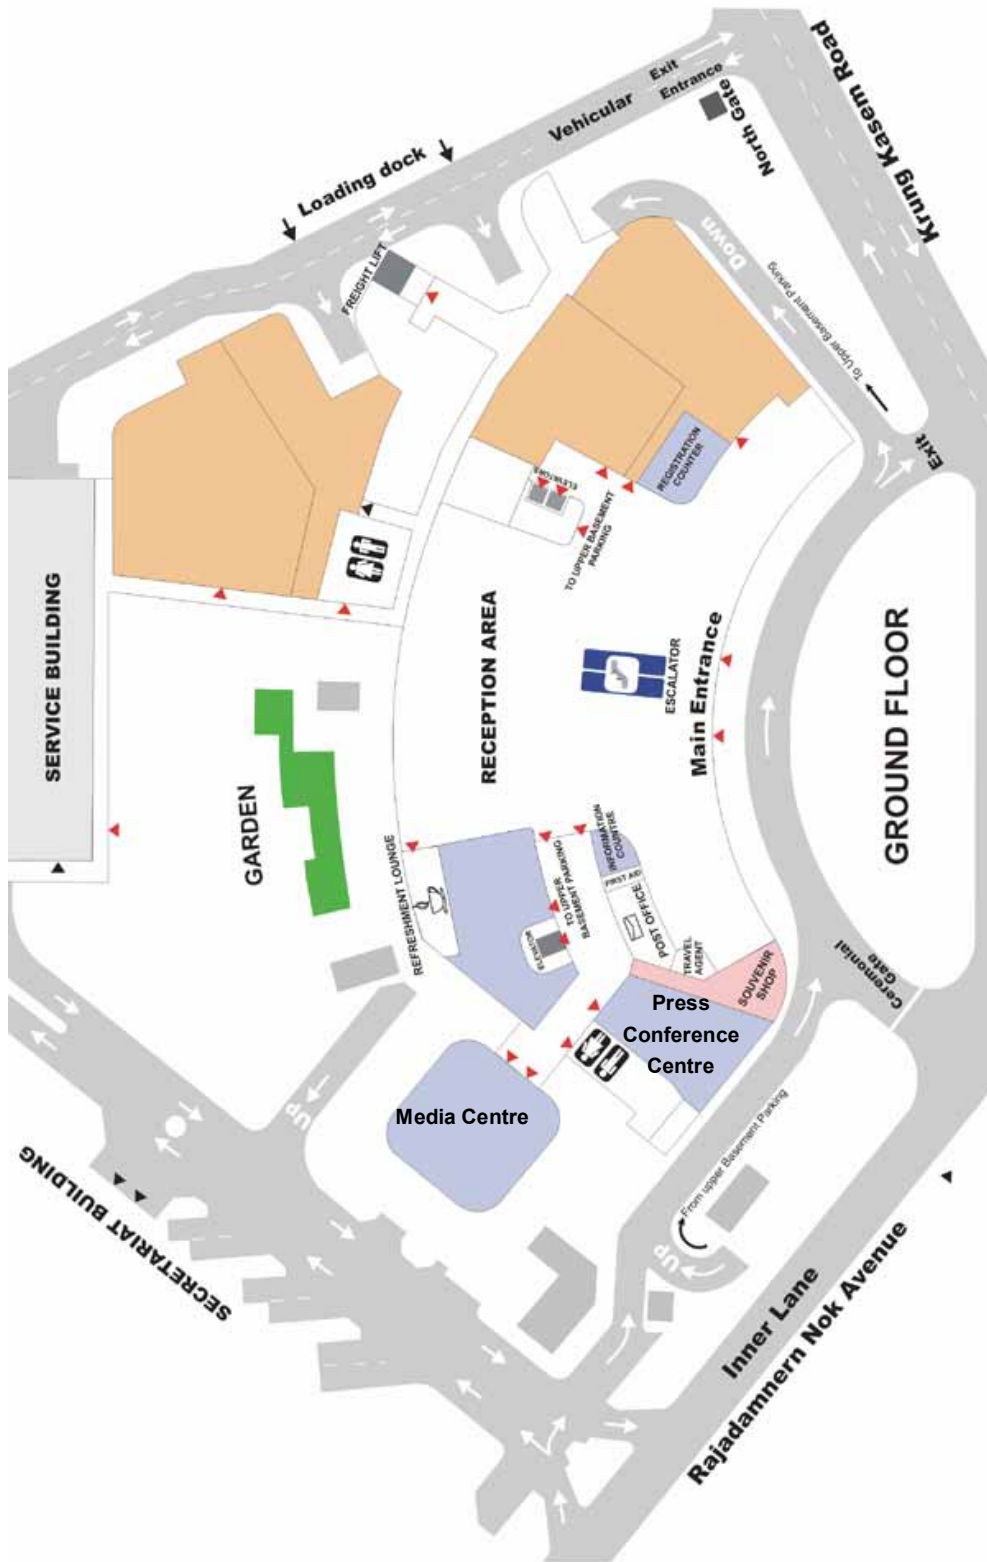 Krung Kasem Road
Exit
Entrance
Vehicular
North Gate
Loading dock
FREIGHT LIFT
Down
To Upper Basement Parking
Exit
REGISTRATION
COUNTER
ELEVATORS
TO UPPER BASEMENT
PARKING
SERVICE BUILDING
RECEPTION AREA
ESCALATOR
Main Entrance
GROUND FLOOR
GARDEN
REFRESHMENT LOUNGE
INFORMATION
COUNTRE
FIRST AID
TO UPPER
BASEMENT PARKING
ELEVATOR
POST OFFICE
TRAVEL
AGENT
SOUVENIR
SHOP
Ceremonial
Gate
Press
Conference
Centre
Media Centre
UP
From upper Basement Parking
UP
SECRETARIAT BUILDING
Inner Lane
Rajadamnern Nok Avenue